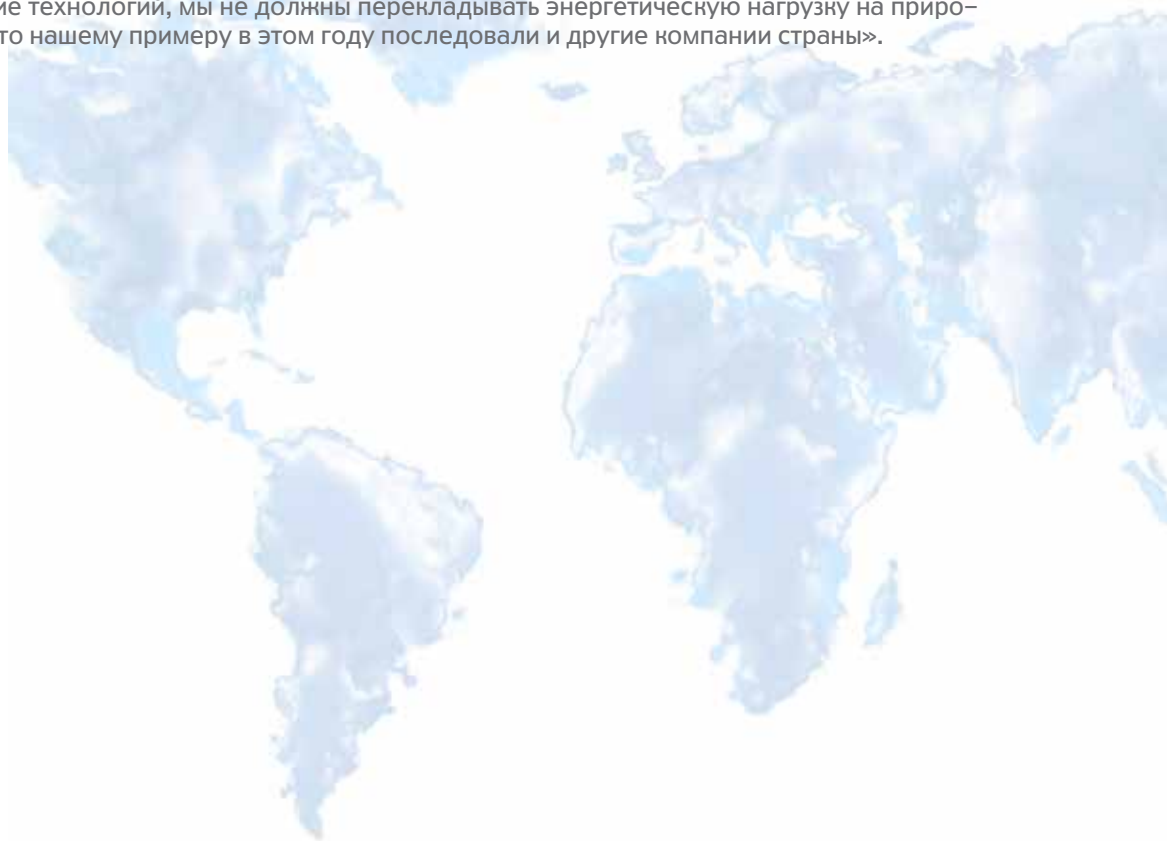 ие технологии, мы не должны перекладывать энергетическую нагрузку на приро-
то нашему примеру в этом году последовали и другие компании страны».